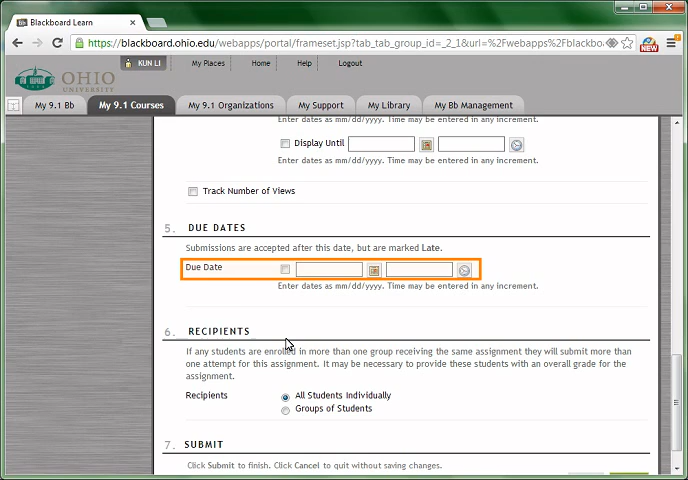 Blackboard Learn
https://blackboard.ohio.edu/webapps/portal/frameset.jsp?tab_tab_group_id=_2_1&url=%2Fwebapps%2Fblackbo
NEW
KUN LI
My Places
Home
Help
Logout
OHIO
UNIVERSITY
My 9.1 Bb
My 9.1 Courses
My 9.1 Organizations
My Support
My Library
My Bb Management
Enter dates as mm/dd/yyyy. Time may be entered in any increment.
Display Until
Enter dates as mm/dd/yyyy. Time may be entered in any increment.
Track Number of Views
5. DUE DATES
Submissions are accepted after this date, but are marked Late.
Due Date
Enter dates as mm/dd/yyyy. Time may be entered in any increment.
6. RECIPIENTS
If any students are enrolled in more than one group receiving the same assignment they will submit more
than one attempt for this assignment. It may be necessary to provide these students with an overall grade for the
assignment.
Recipients
All Students Individually
Groups of Students
7. SUBMIT
Click Submit to finish. Click Cancel to quit without saving changes.